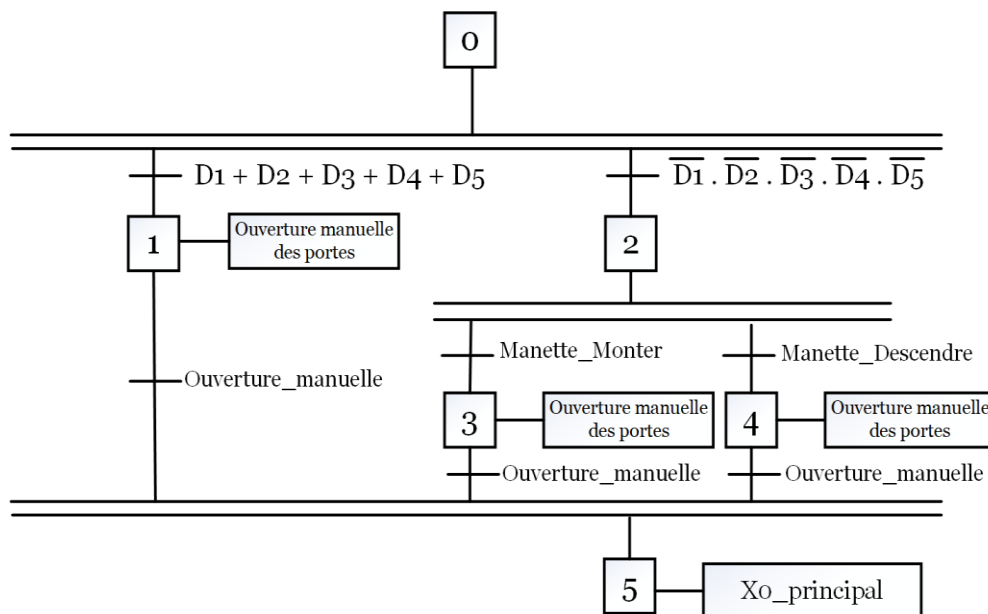 0
D1 + D2 + D3 + D4 + D5
D̅1̅ . D̅2̅ . D̅3̅ . D̅4̅ . D̅5̅
1
Ouverture manuelle
des portes
2
Manette_Monter
Manette_Descendre
Ouverture_manuelle
3
Ouverture manuelle
des portes
4
Ouverture manuelle
des portes
Ouverture_manuelle
Ouverture_manuelle
5
X0_principal